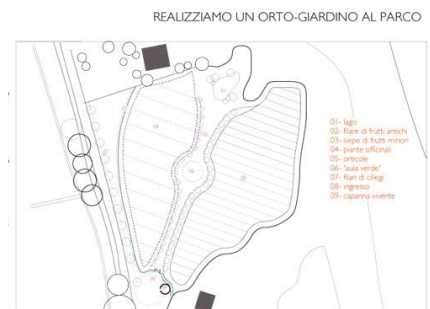 REALIZZIAMO UN ORTO-GIARDINO AL PARCO
01- lago
02- filare di frutti antichi
03- siepe di frutti minori
04- piante officinali
05- orticole
06- "aula verde"
07- filari di ciliegi
08- ingresso
09- capanna vivente